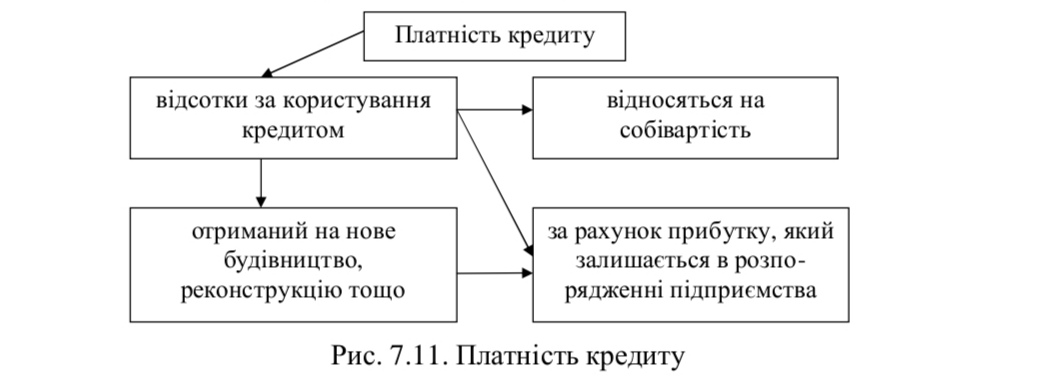 Платність кредиту
відсотки за користування
кредитом
відносяться на
собівартість
отриманий на нове
будівництво,
реконструкцію тощо
за рахунок прибутку, який
залишається в розпо-
рядженні підприємства
Рис. 7.11. Платність кредиту